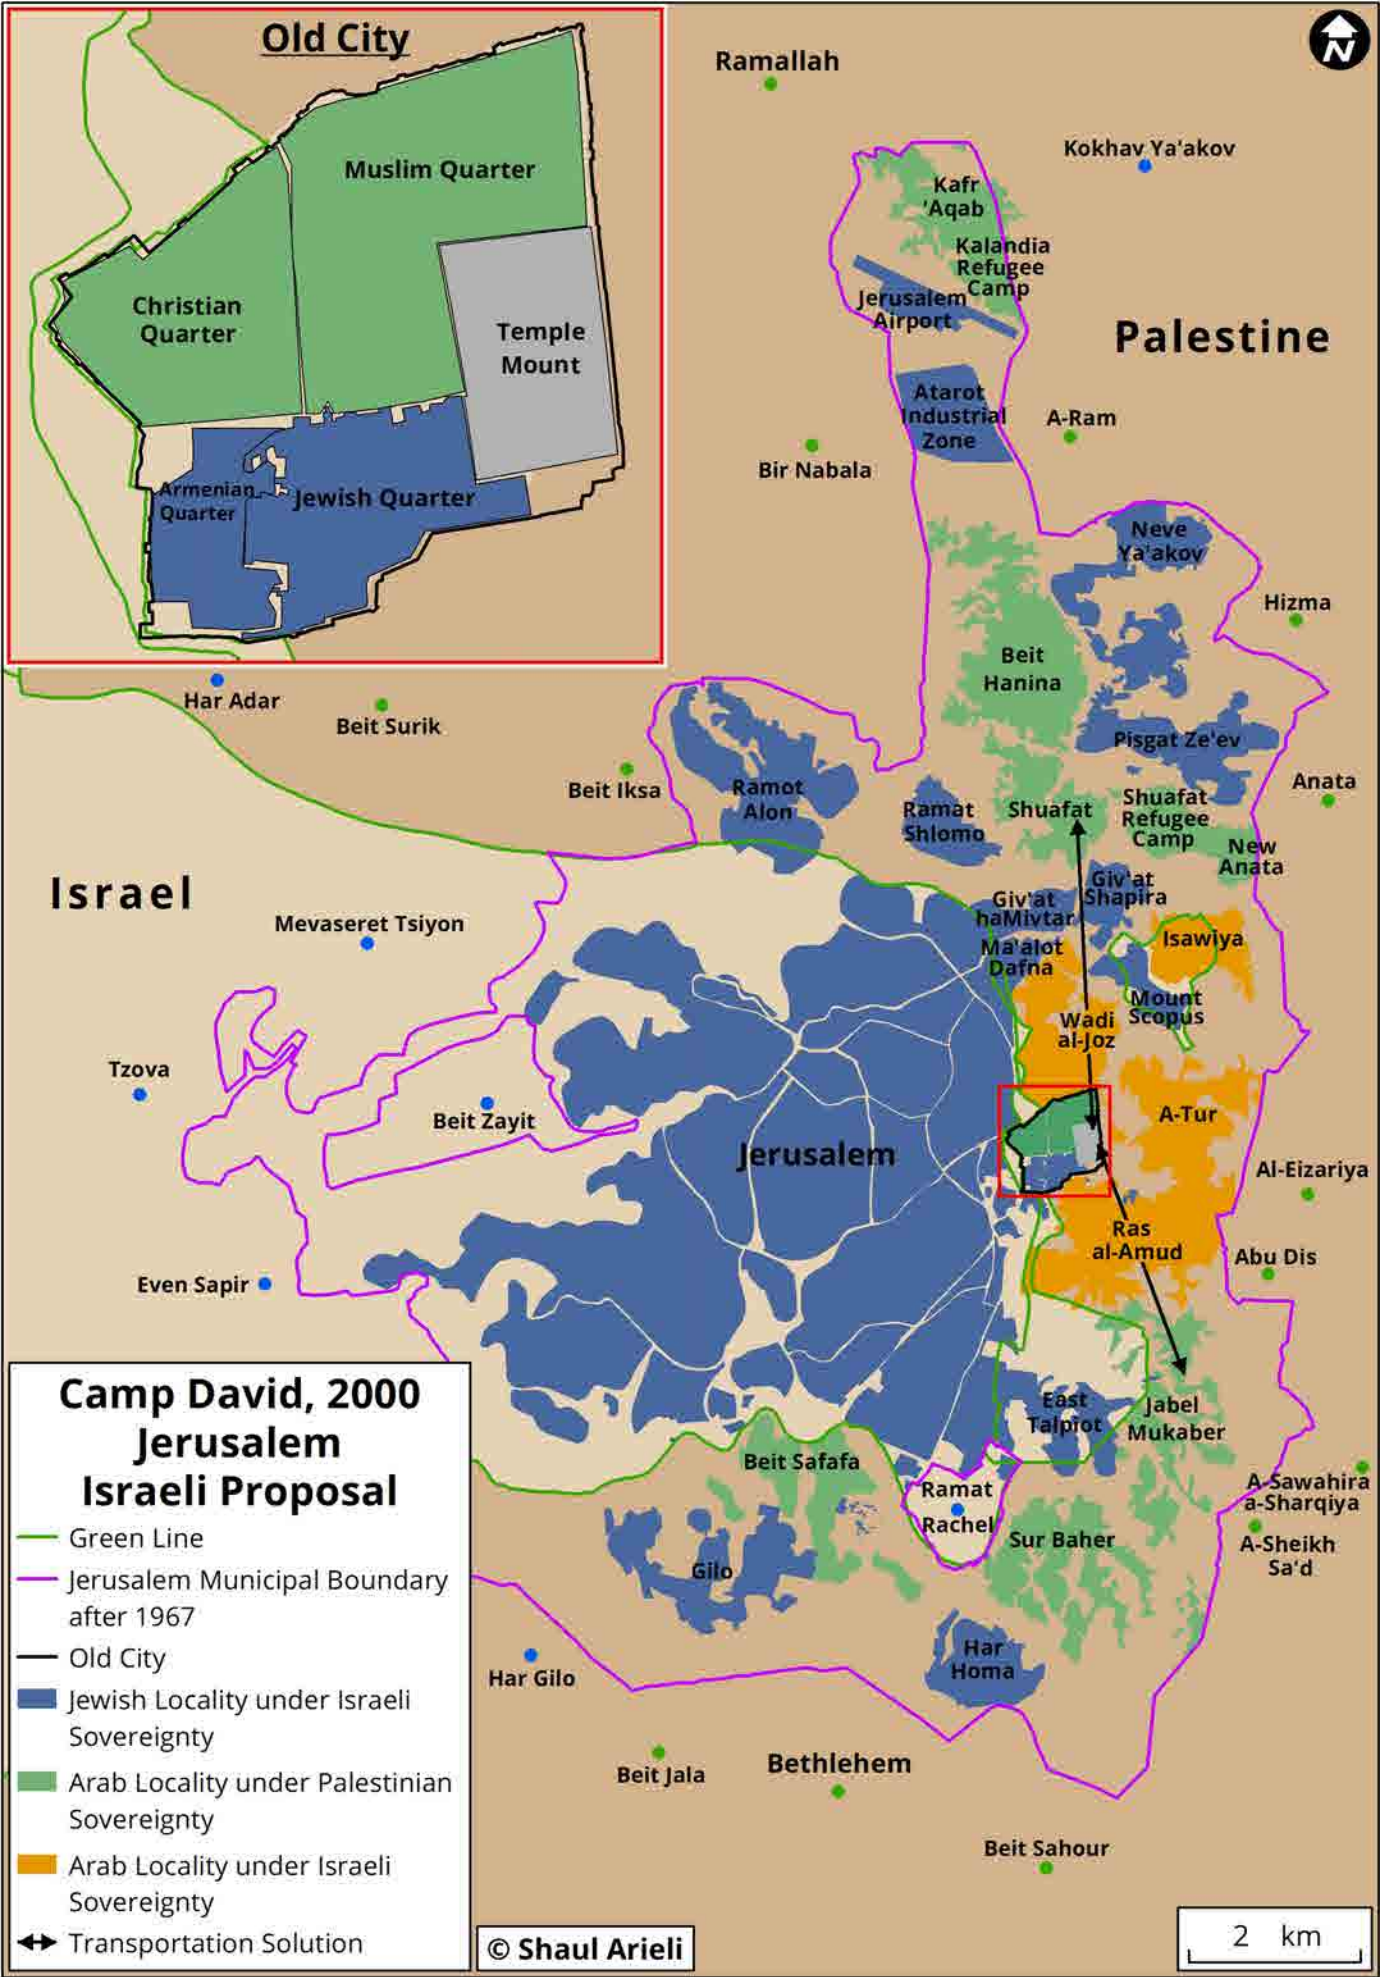 Old City
Muslim Quarter
Christian
Quarter
Temple
Mount
Armenian
Quarter
Jewish Quarter
N
Ramallah
Kokhav Ya'akov
Kafr
'Aqab
Kalandia
Refugee
Camp
Jerusalem
Airport
Palestine
Atarot
Industrial
Zone
A-Ram
Bir Nabala
Neve
Ya'akov
Hizma
Beit
Hanina
Har Adar
Beit Surik
Pisgat Ze'ev
Beit Iksa
Ramot
Alon
Ramat
Shlomo
Shuafat
Shuafat
Refugee
Camp
Anata
New
Anata
Israel
Giv'at
Shapira
Giv'at
haMivtar
Mevaseret Tsiyon
Ma'alot
Dafna
Isawiya
Mount
Scopus
Wadi
al-Joz
Tzova
Beit Zayit
A-Tur
Jerusalem
Al-Eizariya
Ras
al-Amud
Abu Dis
Even Sapir
East
Talpiot
Jabel
Mukaber
Beit Safafa
Ramat
Rachel
A-Sawahira
a-Sharqiya
Sur Baher
A-Sheikh
Sa'd
Gilo
Har
Homa
Har Gilo
Beit Jala
Bethlehem
Beit Sahour
Camp David, 2000
Jerusalem
Israeli Proposal
Green Line
Jerusalem Municipal Boundary
after 1967
Old City
Jewish Locality under Israeli
Sovereignty
Arab Locality under Palestinian
Sovereignty
Arab Locality under Israeli
Sovereignty
Transportation Solution
© Shaul Arieli
2 km